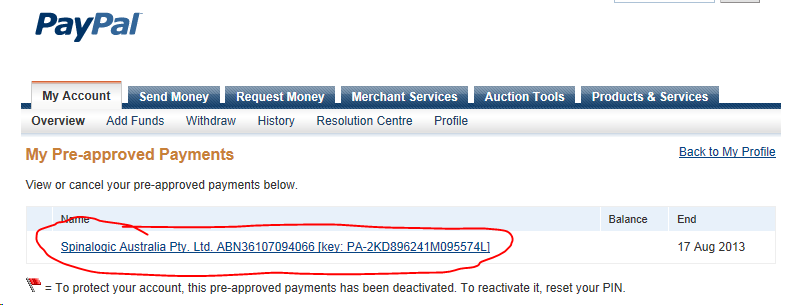 PayPal
My Account Send Money Request Money Merchant Services Auction Tools Products & Services
Overview Add Funds Withdraw History Resolution Centre Profile
My Pre-approved Payments Back to My Profile
View or cancel your pre-approved payments below.
Name Balance End
Spinalogic Australia Pty. Ltd. ABN36107094066 [key: PA-2KD896241M095574L] 17 Aug 2013
= To protect your account, this pre-approved payments has been deactivated. To reactivate it, reset your PIN.